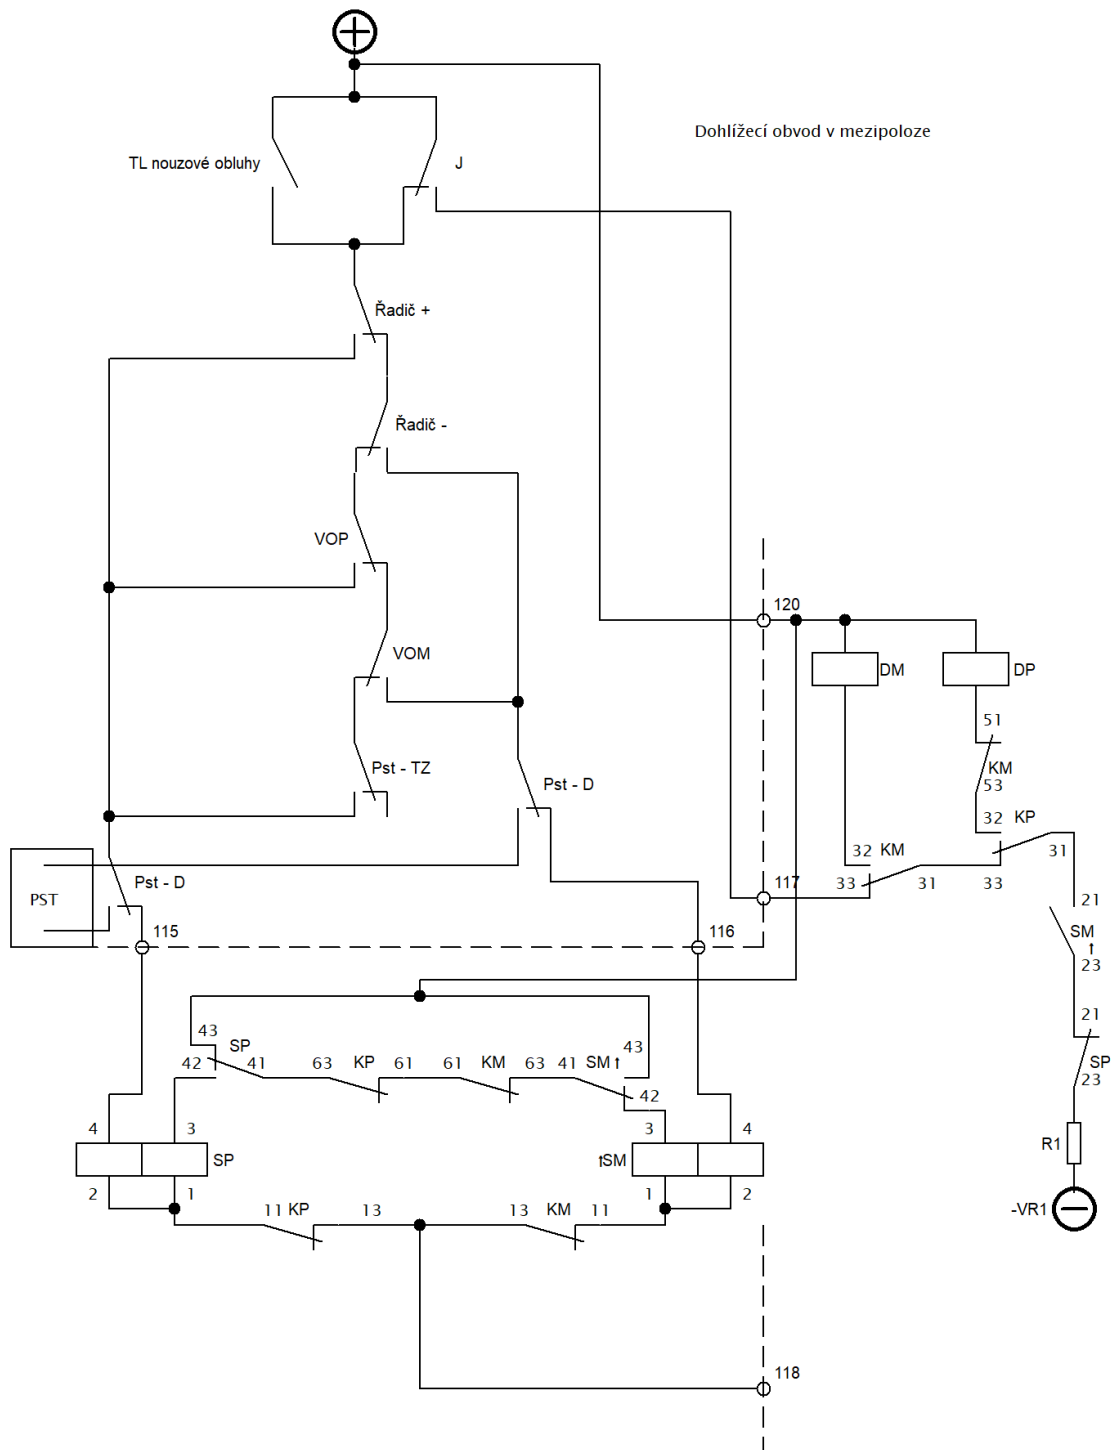 Dohlížecí obvod v mezipoloze
TL nouzové obluhy
J
Řadič +
Řadič -
VOP
VOM
120
DM
DP
51
KM
53
Pst - TZ
Pst - D
32
KP
31
32
KM
33
31
33
117
PST
Pst - D
115
116
21
SM
↑
23
21
SP
23
43
SP
42
41
63
KP
61
61
KM
63
41
SM↑
43
42
4
3
SP
2
1
3
4
↑SM
1
2
R1
-VR1
11
KP
13
13
KM
11
118